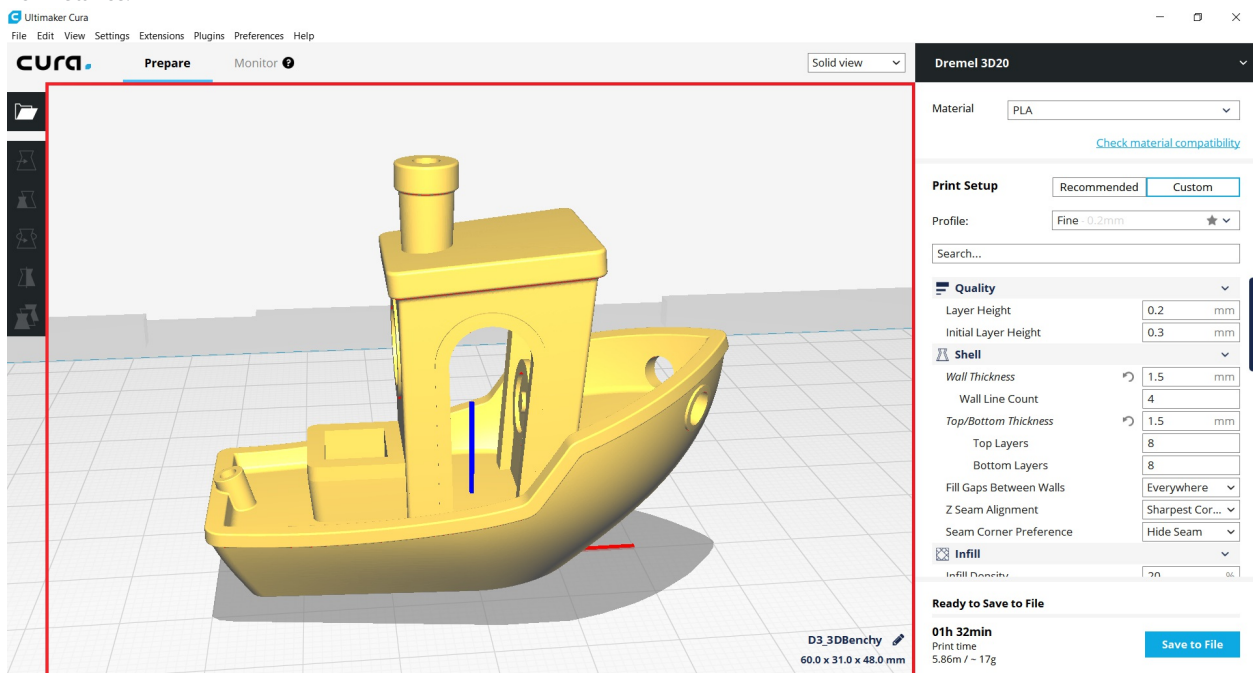 Ultimaker Cura
File Edit View Settings Extensions Plugins Preferences Help
cura.
Prepare
Monitor ?
Solid view
Dremel 3D20
Material
PLA
Check material compatibility
Print Setup
Recommended
Custom
Profile:
Fine - 0.2mm
Search...
Quality
Layer Height 0.2 mm
Initial Layer Height 0.3 mm
Shell
Wall Thickness 1.5 mm
Wall Line Count 4
Top/Bottom Thickness 1.5 mm
Top Layers 8
Bottom Layers 8
Fill Gaps Between Walls Everywhere
Z Seam Alignment Sharpest Cor...
Seam Corner Preference Hide Seam
Infill
Infill Density 20 %
D3_3DBenchy
60.0 x 31.0 x 48.0 mm
Ready to Save to File
01h 32min
Print time
5.86m / ~ 17g
Save to File